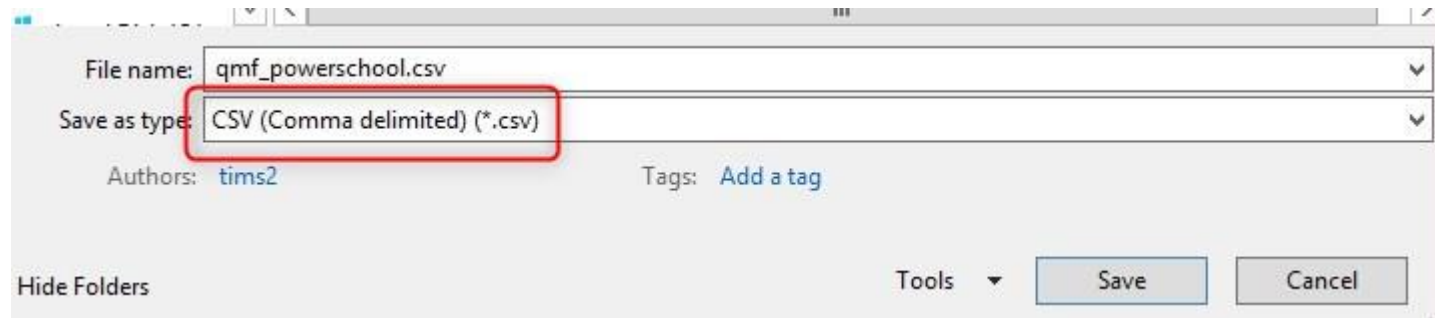 File name: qmf_powerschool.csv
Save as type: CSV (Comma delimited) (*.csv)
Authors: tims2 Tags: Add a tag
Hide Folders Tools Save Cancel